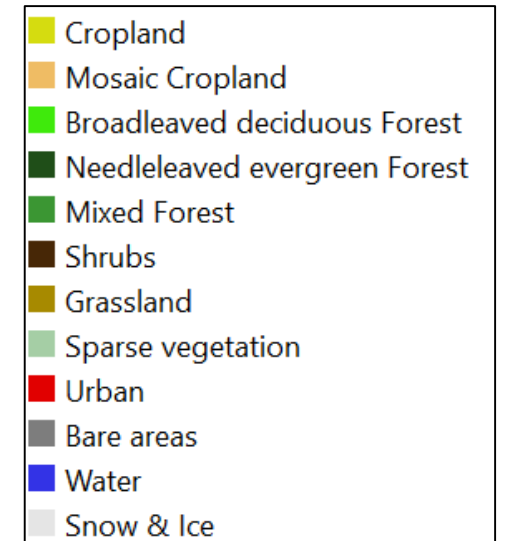 Cropland
Mosaic Cropland
Broadleaved deciduous Forest
Needleleaved evergreen Forest
Mixed Forest
Shrubs
Grassland
Sparse vegetation
Urban
Bare areas
Water
Snow & Ice